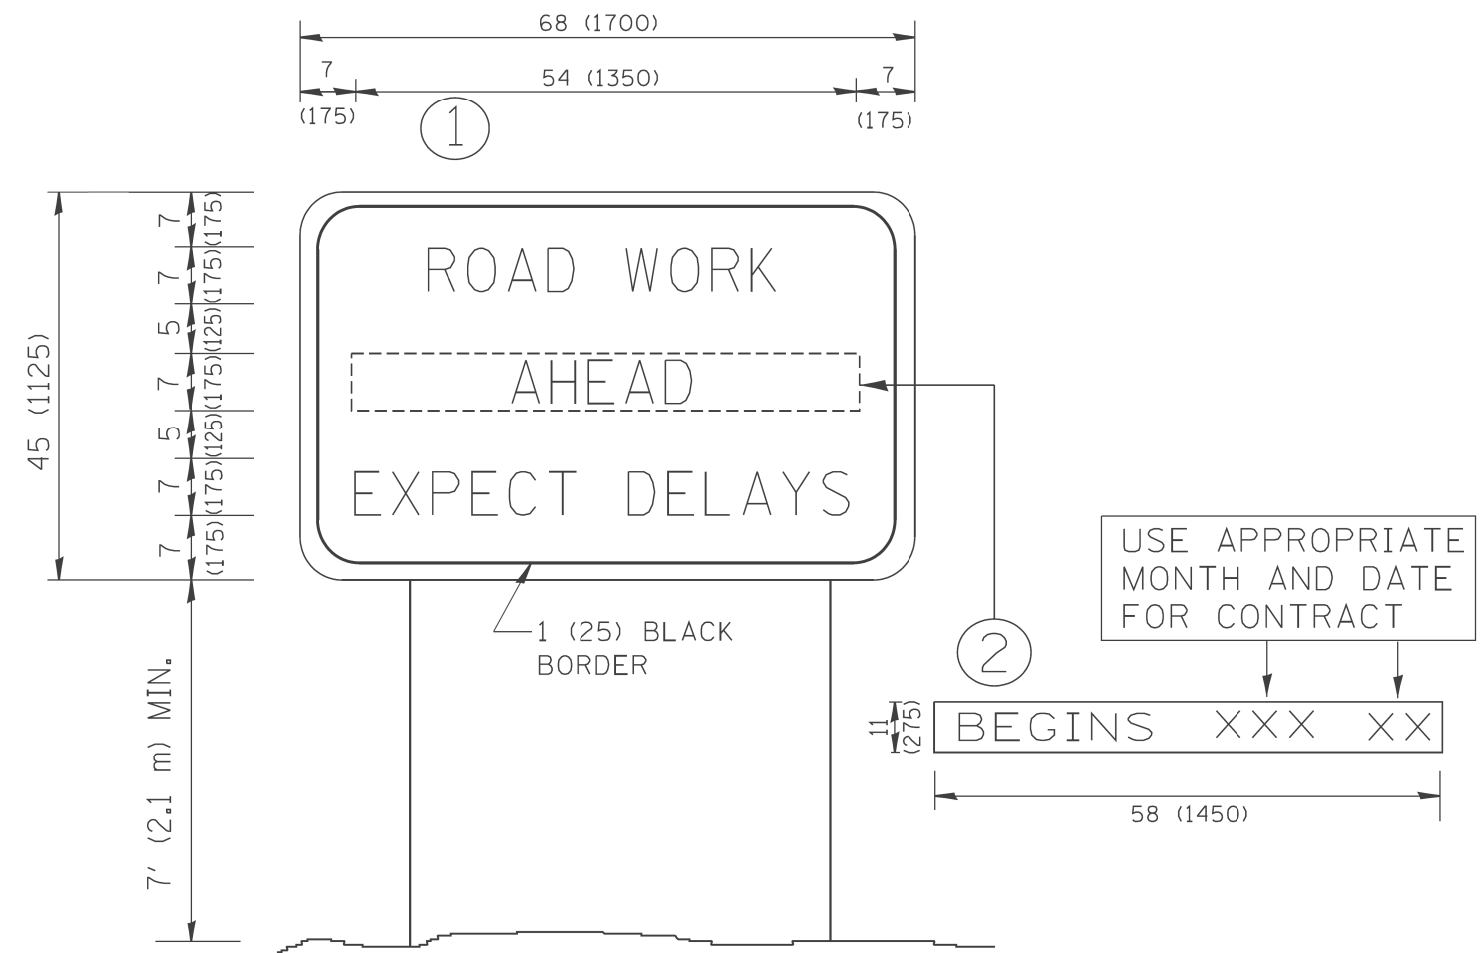 68 (1700)
7
54 (1350)
7
(175)
(175)
1
7
(175)
7
(175)
5
(125)
7
(175)
5
(125)
7
(175)
7
(175)
45 (1125)
ROAD WORK
AHEAD
EXPECT DELAYS
1 (25) BLACK
BORDER
7' (2.1 m) MIN.
USE APPROPRIATE
MONTH AND DATE
FOR CONTRACT
2
11
(275)
BEGINS XXX XX
58 (1450)